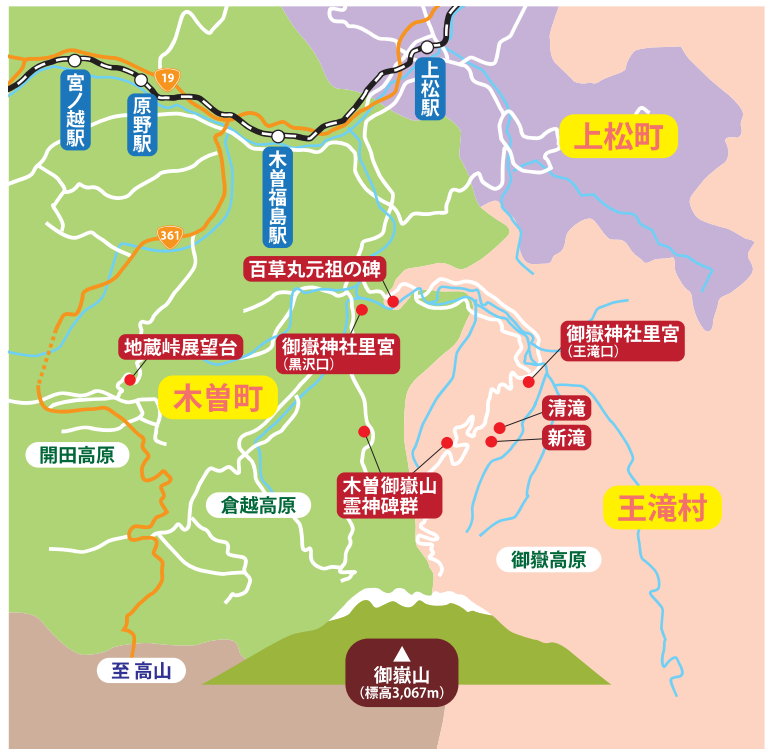 19
上松駅
宮ノ越駅
原野駅
上松町
木曽福島駅
361
百草丸元祖の碑
地蔵峠展望台
御嶽神社里宮
(黒沢口)
御嶽神社里宮
(王滝口)
木曽町
清滝
新滝
開田高原
倉越高原
木曽御嶽山
霊神碑群
王滝村
御嶽高原
至 高山
御嶽山
(標高3,067m)